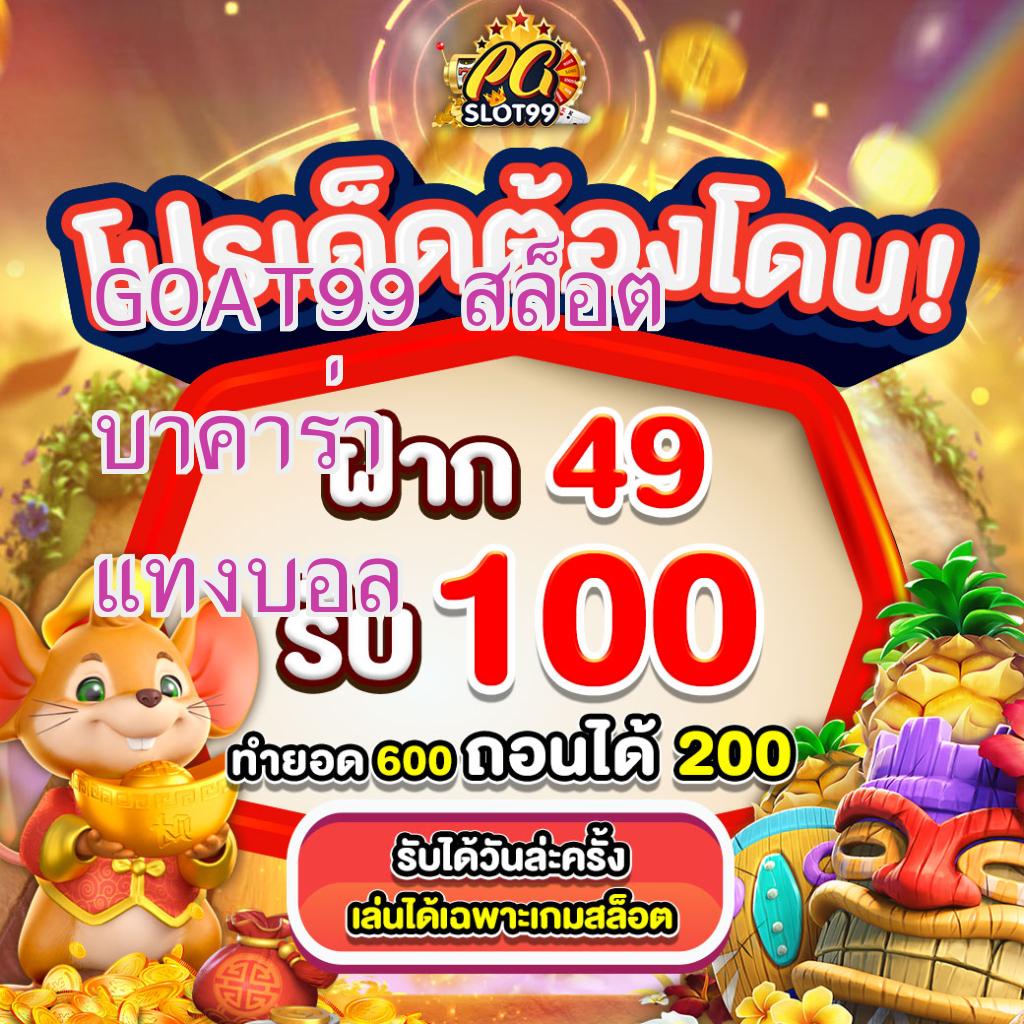 PG
SLOT99
โปรเด็ดต้องโดน!
GOAT99 สล็อต
บาคาร่า
แทงบอล
ฝาก 49
รับ 100
ทำยอด 600 ถอนได้ 200
รับได้วันล่ะครั้ง
เล่นได้เฉพาะเกมสล็อต